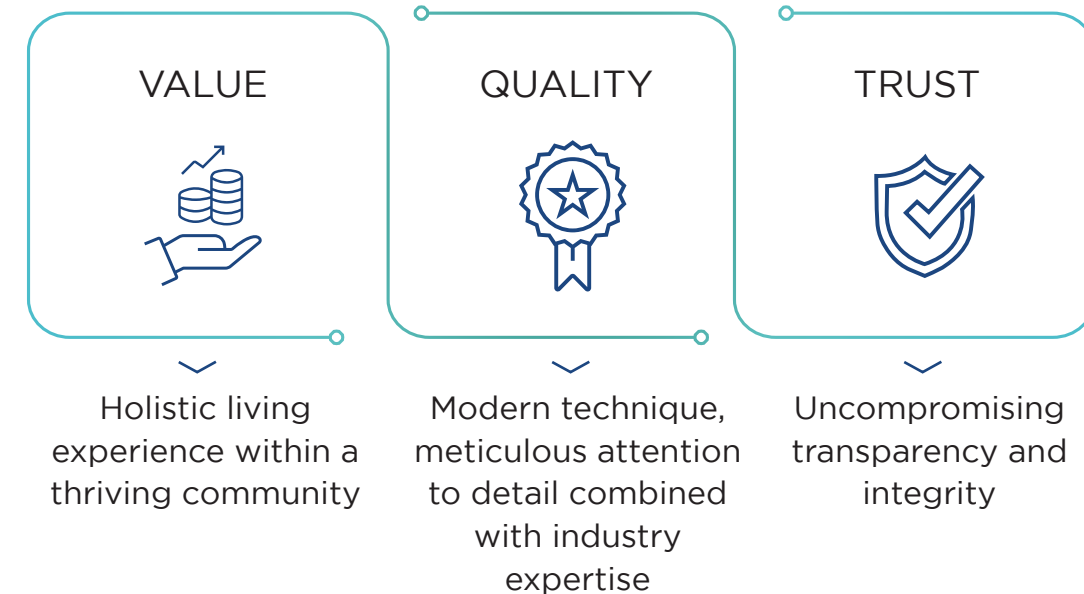 VALUE
Holistic living
experience within a
thriving community
QUALITY
Modern technique,
meticulous attention
to detail combined
with industry
expertise
TRUST
Uncompromising
transparency and
integrity